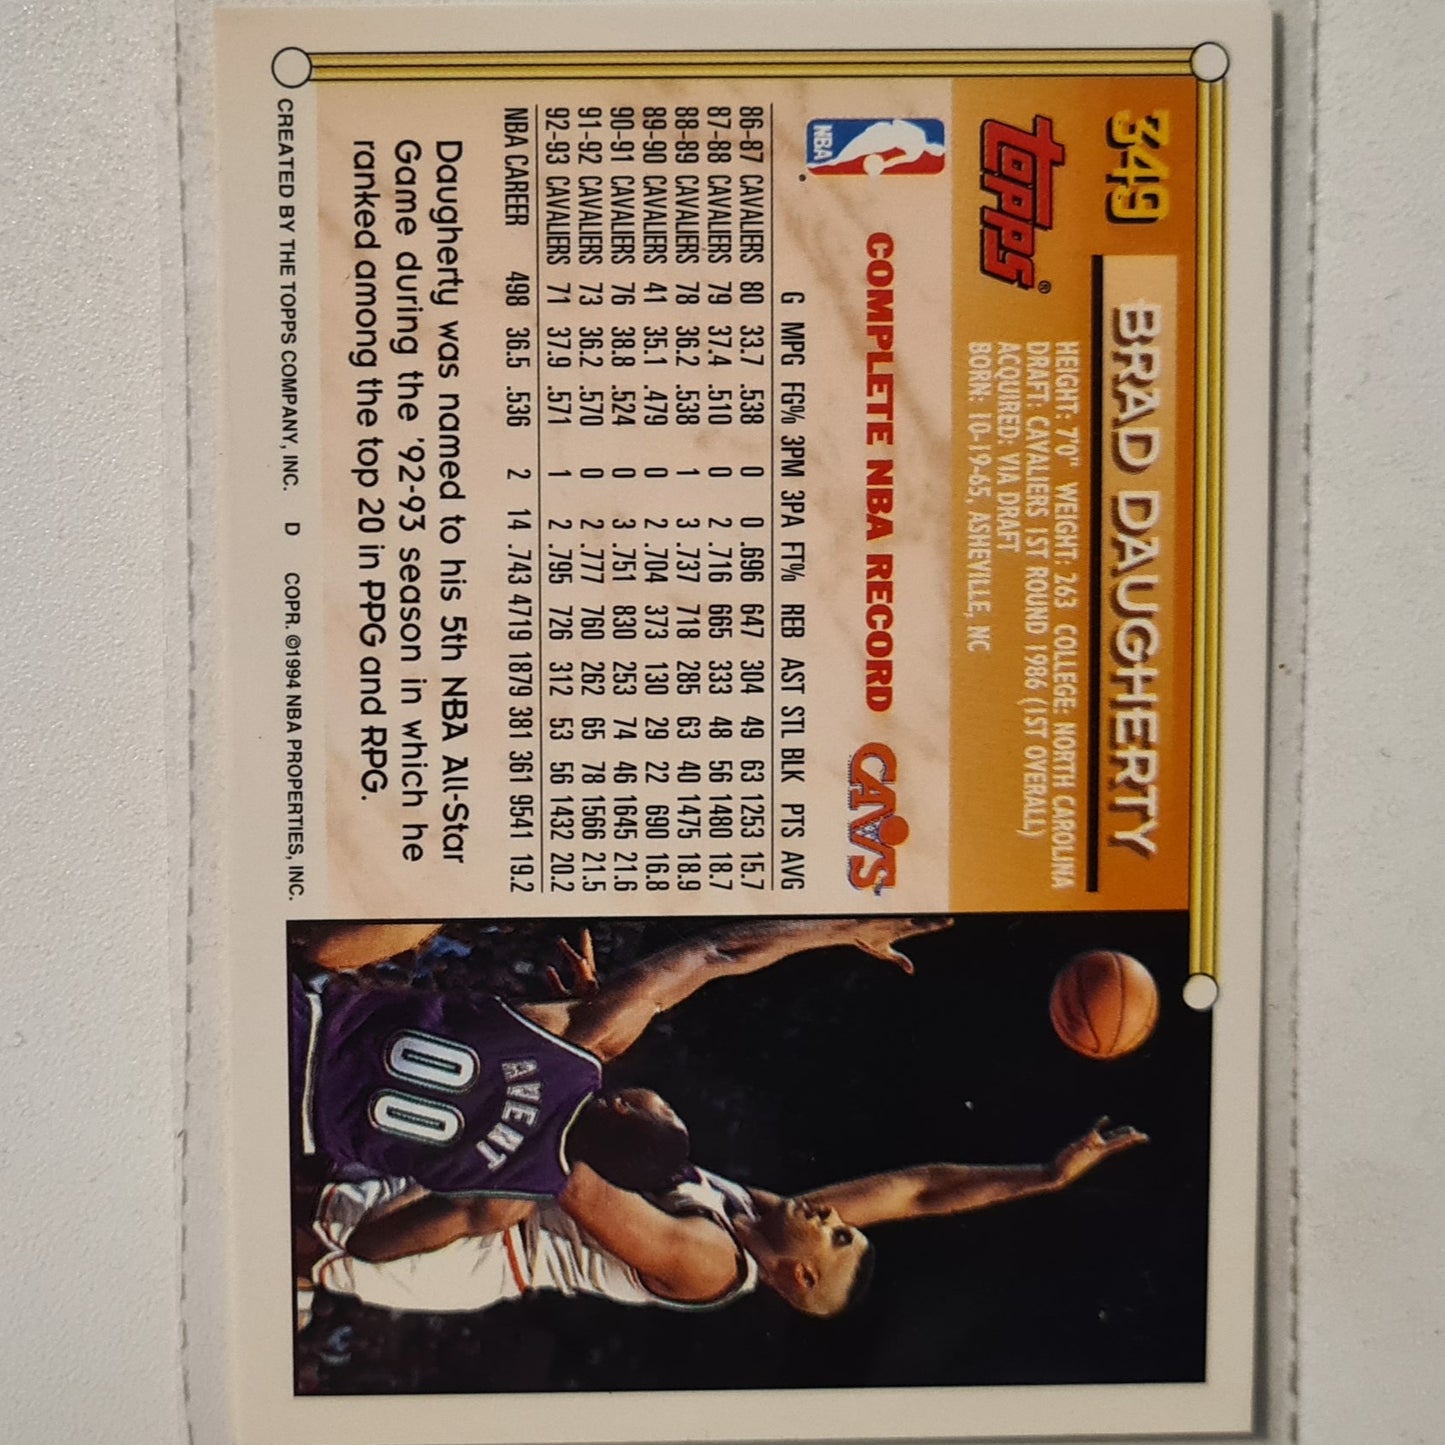 349 BRAD DAUGHERTY
TOPPS®
HEIGHT: 7'0" WEIGHT: 263 COLLEGE: NORTH CAROLINA
DRAFT: CAVALIERS 1ST ROUND 1986 (1ST OVERALL)
ACQUIRED: VIA DRAFT
BORN: 10-19-65, ASHEVILLE, NC
NBA® COMPLETE NBA RECORD CAVS
G MPG FG% 3PM 3PA FT% REB AST STL BLK PTS AVG
86-87 CAVALIERS 80 33.7 .538 0 0 .696 647 304 49 63 1253 15.7
87-88 CAVALIERS 79 37.4 .510 0 2 .716 665 333 48 56 1480 18.7
88-89 CAVALIERS 78 36.2 .538 1 3 .737 718 285 63 40 1475 18.9
89-90 CAVALIERS 41 35.1 .479 0 2 .704 373 130 29 22 690 16.8
90-91 CAVALIERS 76 38.8 .524 0 3 .751 830 253 74 46 1645 21.6
91-92 CAVALIERS 73 36.2 .570 0 2 .777 760 262 65 78 1566 21.5
92-93 CAVALIERS 71 37.9 .571 1 2 .795 726 312 53 56 1432 20.2
NBA CAREER 498 36.5 .536 2 14 .743 4719 1879 381 361 9541 19.2
Daugherty was named to his 5th NBA All-Star
Game during the '92-93 season in which he
ranked among the top 20 in PPG and RPG.
CREATED BY THE TOPPS COMPANY, INC. D COPR. ©1994 NBA PROPERTIES, INC.
AVENT
00